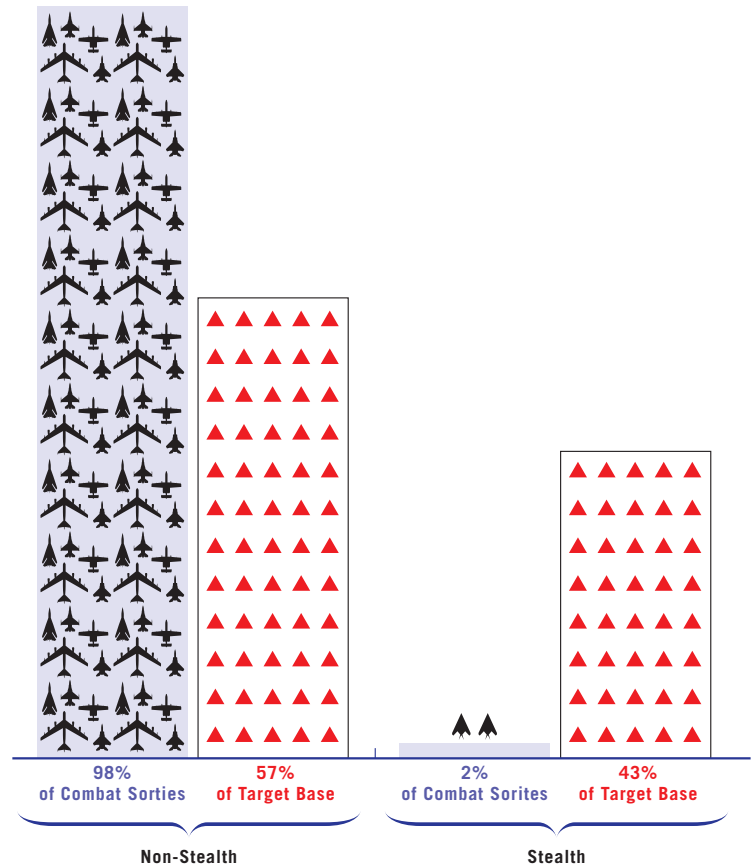 98%
of Combat Sorties
57%
of Target Base
2%
of Combat Sorites
43%
of Target Base
Non-Stealth
Stealth